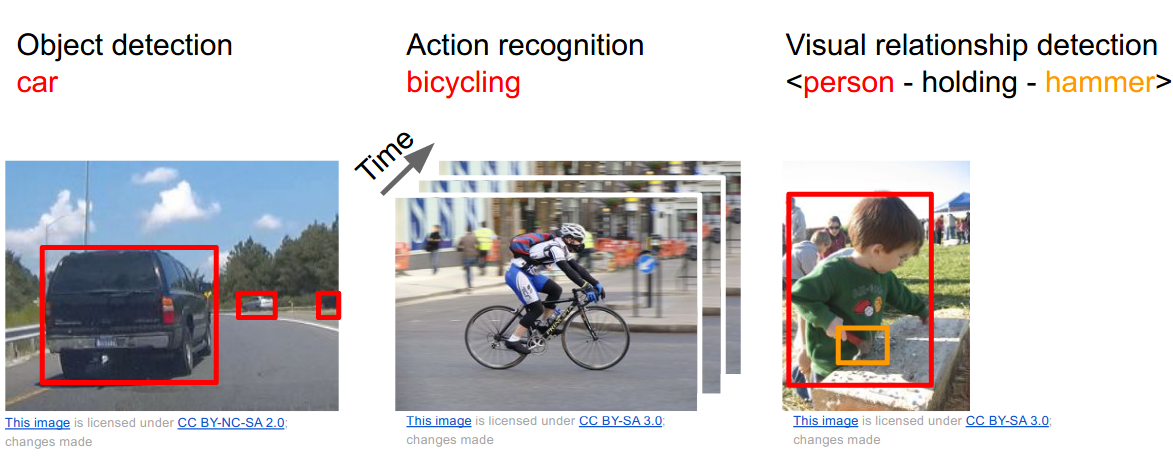 Object detection
car
Action recognition
bicycling
Visual relationship detection
<person - holding - hammer>
Time
This image is licensed under CC BY-NC-SA 2.0;
changes made
This image is licensed under CC BY-SA 3.0;
changes made
This image is licensed under CC BY-SA 3.0;
changes made